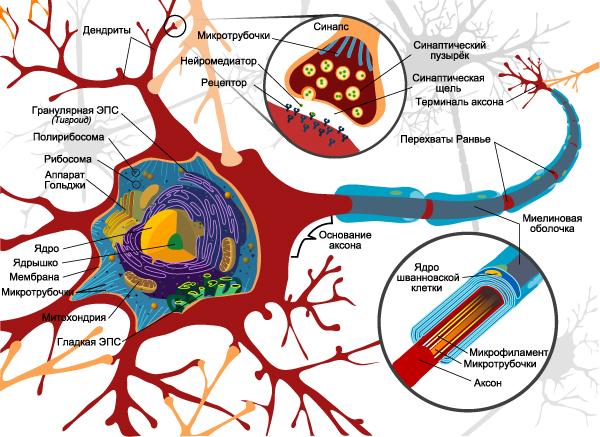 Дендриты
Синапс
Микротрубочки
Нейромедиатор
Рецептор
Синаптический
пузырёк
Синаптическая
щель
Терминаль аксона
Гранулярная ЭПС
(Тигроид)
Полирибосома
Рибосома
Аппарат
Гольджи
Перехваты Ранвье
Миелиновая
оболочка
Основание
аксона
Ядро
Ядрышко
Мембрана
Микротрубочки
Митохондрия
Гладкая ЭПС
Ядро
шванновской
клетки
Микрофиламент
Микротрубочки
Аксон